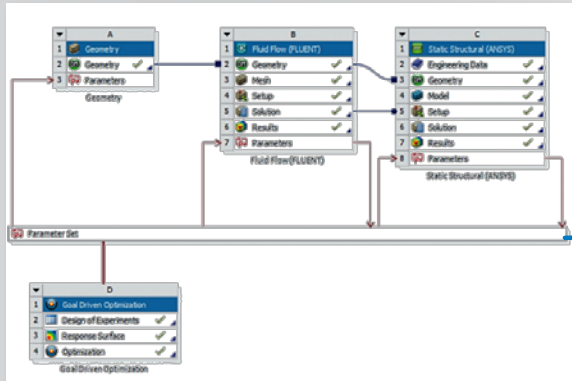 A
1 Geometry
2 Geometry
3 Parameters
Geometry
B
1 Fluid Flow (FLUENT)
2 Geometry
3 Mesh
4 Setup
5 Solution
6 Results
7 Parameters
Fluid Flow (FLUENT)
C
1 Static Structural (ANSYS)
2 Engineering Data
3 Geometry
4 Model
5 Setup
6 Solution
7 Results
8 Parameters
Static Structural (ANSYS)
Parameter Set
D
1 Goal Driven Optimization
2 Design of Experiments
3 Response Surface
4 Optimization
Goal Driven Optimization